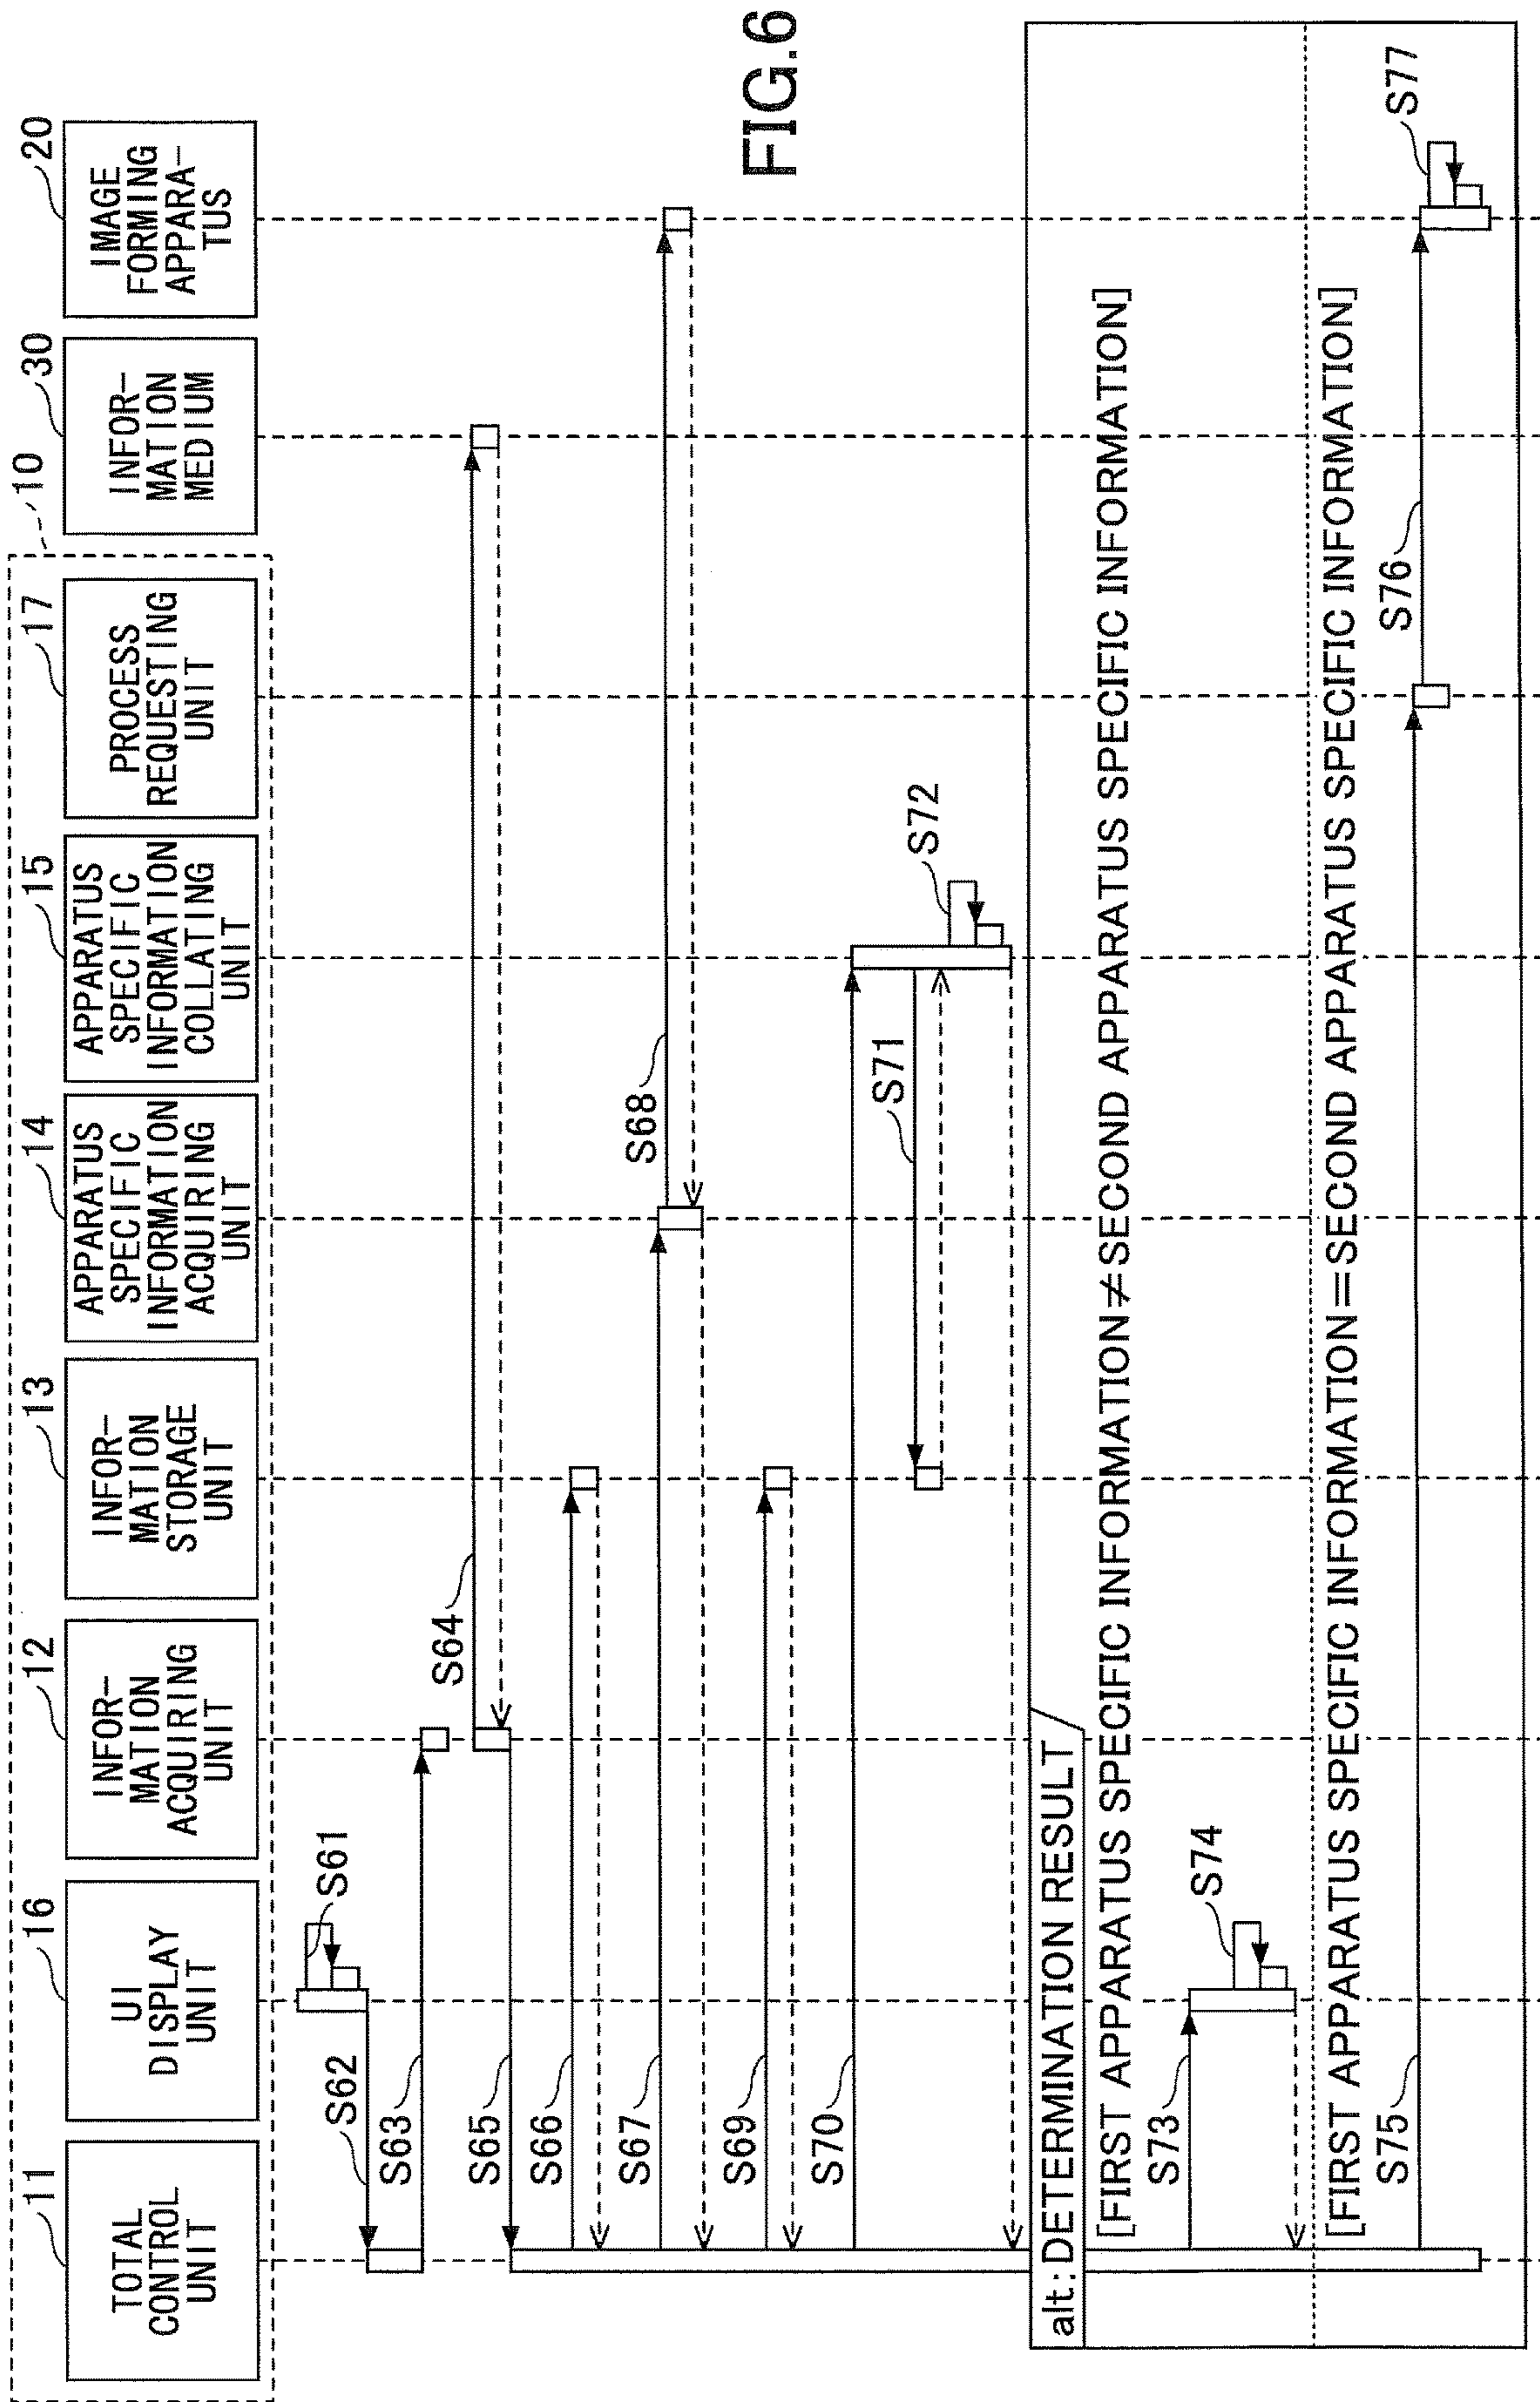 FIG.6
10
11
TOTAL
CONTROL
UNIT
16
UI
DISPLAY
UNIT
12
INFOR-
MATION
ACQUIRING
UNIT
13
INFOR-
MATION
STORAGE
UNIT
14
APPARATUS
SPECIFIC
INFORMATION
ACQUIRING
UNIT
15
APPARATUS
SPECIFIC
INFORMATION
COLLATING
UNIT
17
PROCESS
REQUESTING
UNIT
30
INFOR-
MATION
MEDIUM
20
IMAGE
FORMING
APPARA-
TUS
S61
S62
S63
S64
S65
S66
S67
S68
S69
S70
S71
S72
alt:DETERMINATION RESULT
[FIRST APPARATUS SPECIFIC INFORMATION≠SECOND APPARATUS SPECIFIC INFORMATION]
S73
S74
[FIRST APPARATUS SPECIFIC INFORMATION=SECOND APPARATUS SPECIFIC INFORMATION]
S75
S76
S77